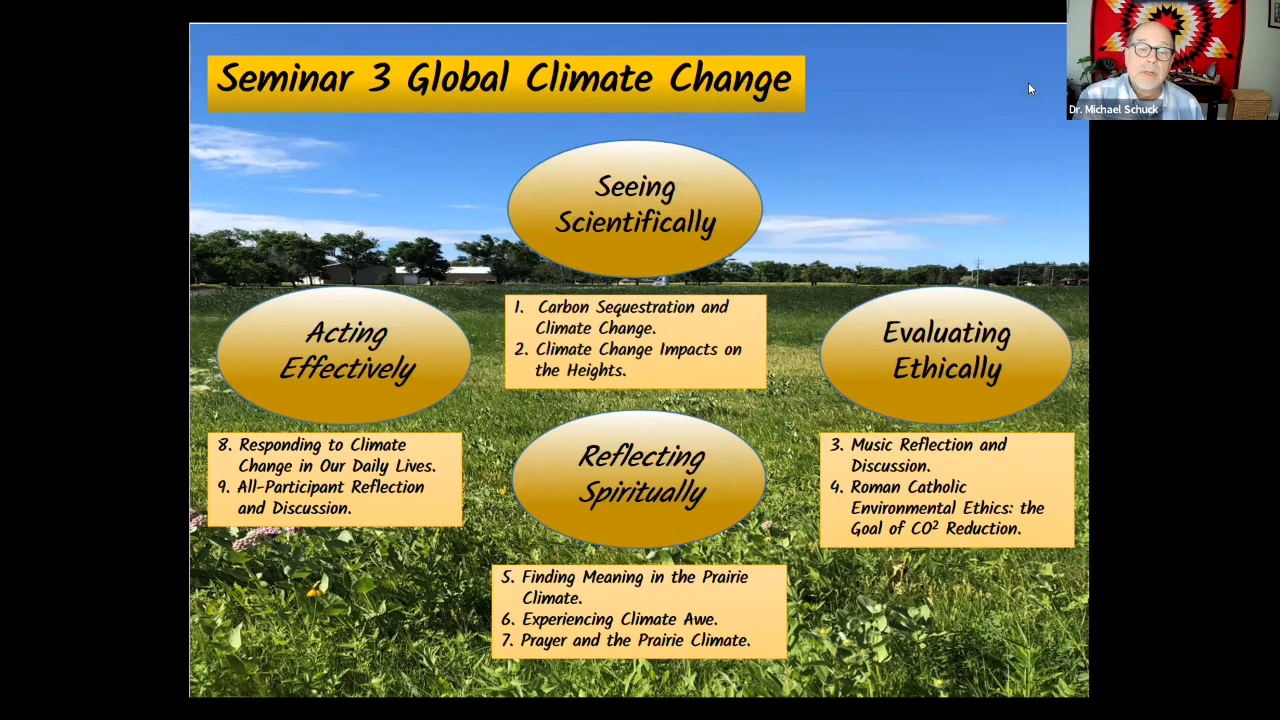 Seminar 3 Global Climate Change
Dr. Michael Schuck
Seeing
Scientifically
1. Carbon Sequestration and
Climate Change.
2. Climate Change Impacts on
the Heights.
Evaluating
Ethically
3. Music Reflection and
Discussion.
4. Roman Catholic
Environmental Ethics: the
Goal of CO² Reduction.
Reflecting
Spiritually
5. Finding Meaning in the Prairie
Climate.
6. Experiencing Climate Awe.
7. Prayer and the Prairie Climate.
Acting
Effectively
8. Responding to Climate
Change in Our Daily Lives.
9. All-Participant Reflection
and Discussion.